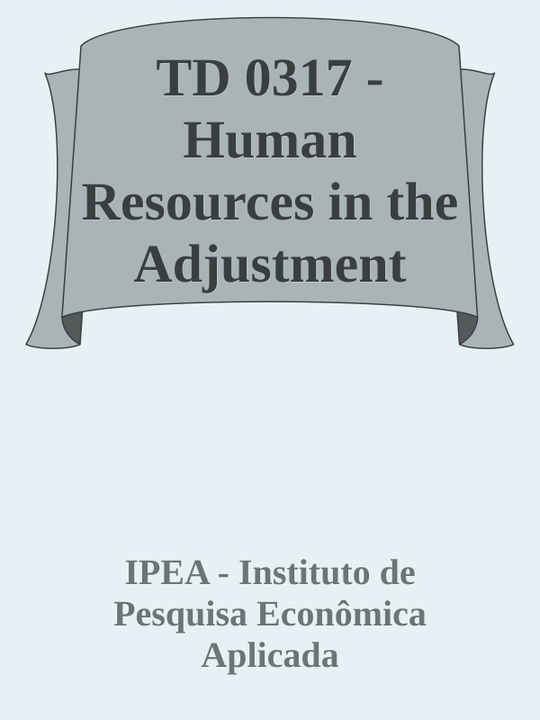 TD 0317 -
Human
Resources in the
Adjustment
IPEA - Instituto de
Pesquisa Econômica
Aplicada